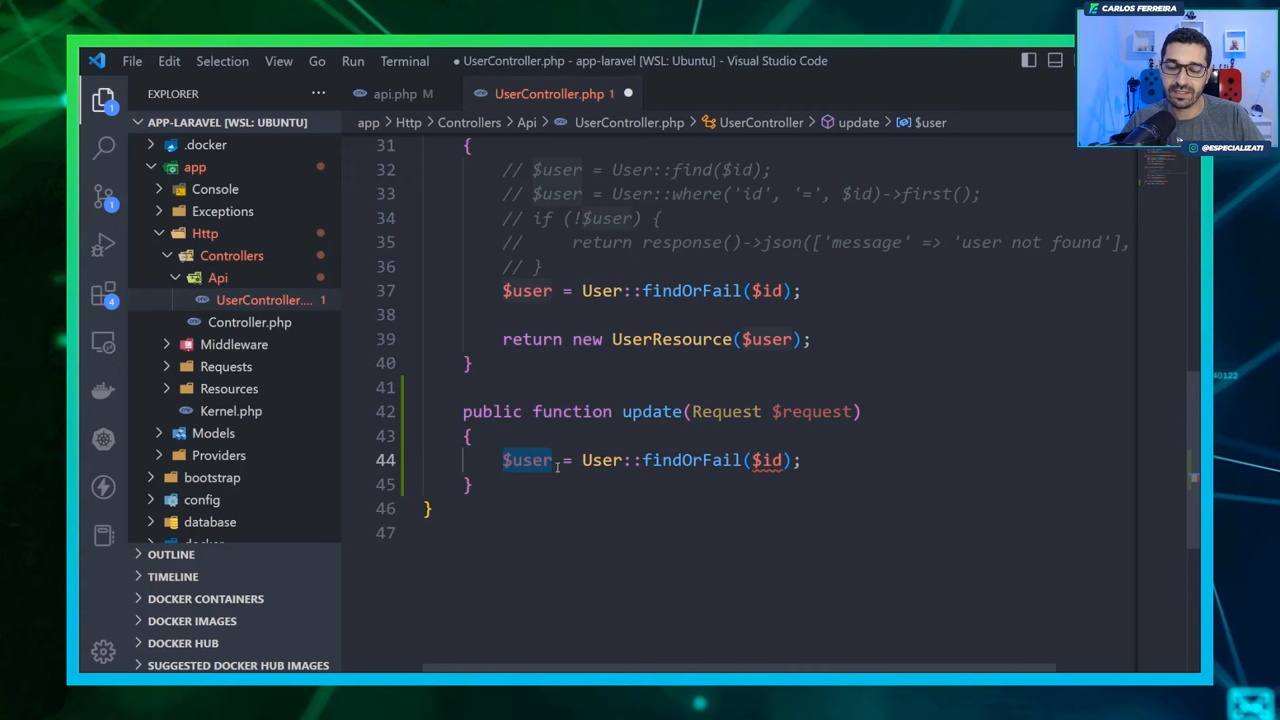 CARLOS FERREIRA
@ESPECIALIZATI
File Edit Selection View Go Run Terminal
● UserController.php - app-laravel [WSL: Ubuntu] - Visual Studio Code
EXPLORER ···
api.php M
UserController.php 1 ●
APP-LARAVEL [WSL: UBUNTU]
app > Http > Controllers > Api > UserController.php > UserController > update > $user
.docker
app
Console
Exceptions
Http
Controllers
Api
UserController.... 1
Controller.php
Middleware
Requests
Resources
Kernel.php
Models
Providers
bootstrap
config
database
OUTLINE
TIMELINE
DOCKER CONTAINERS
DOCKER IMAGES
DOCKER HUB
SUGGESTED DOCKER HUB IMAGES
1
1
4
31 {
32 // $user = User::find($id);
33 // $user = User::where('id', '=', $id)->first();
34 // if (!$user) {
35 // return response()->json(['message' => 'user not found'],
36 // }
37 $user = User::findOrFail($id);
38
39 return new UserResource($user);
40 }
41
42 public function update(Request $request)
43 {
44 $user = User::findOrFail($id);
45 }
46 }
47
40122